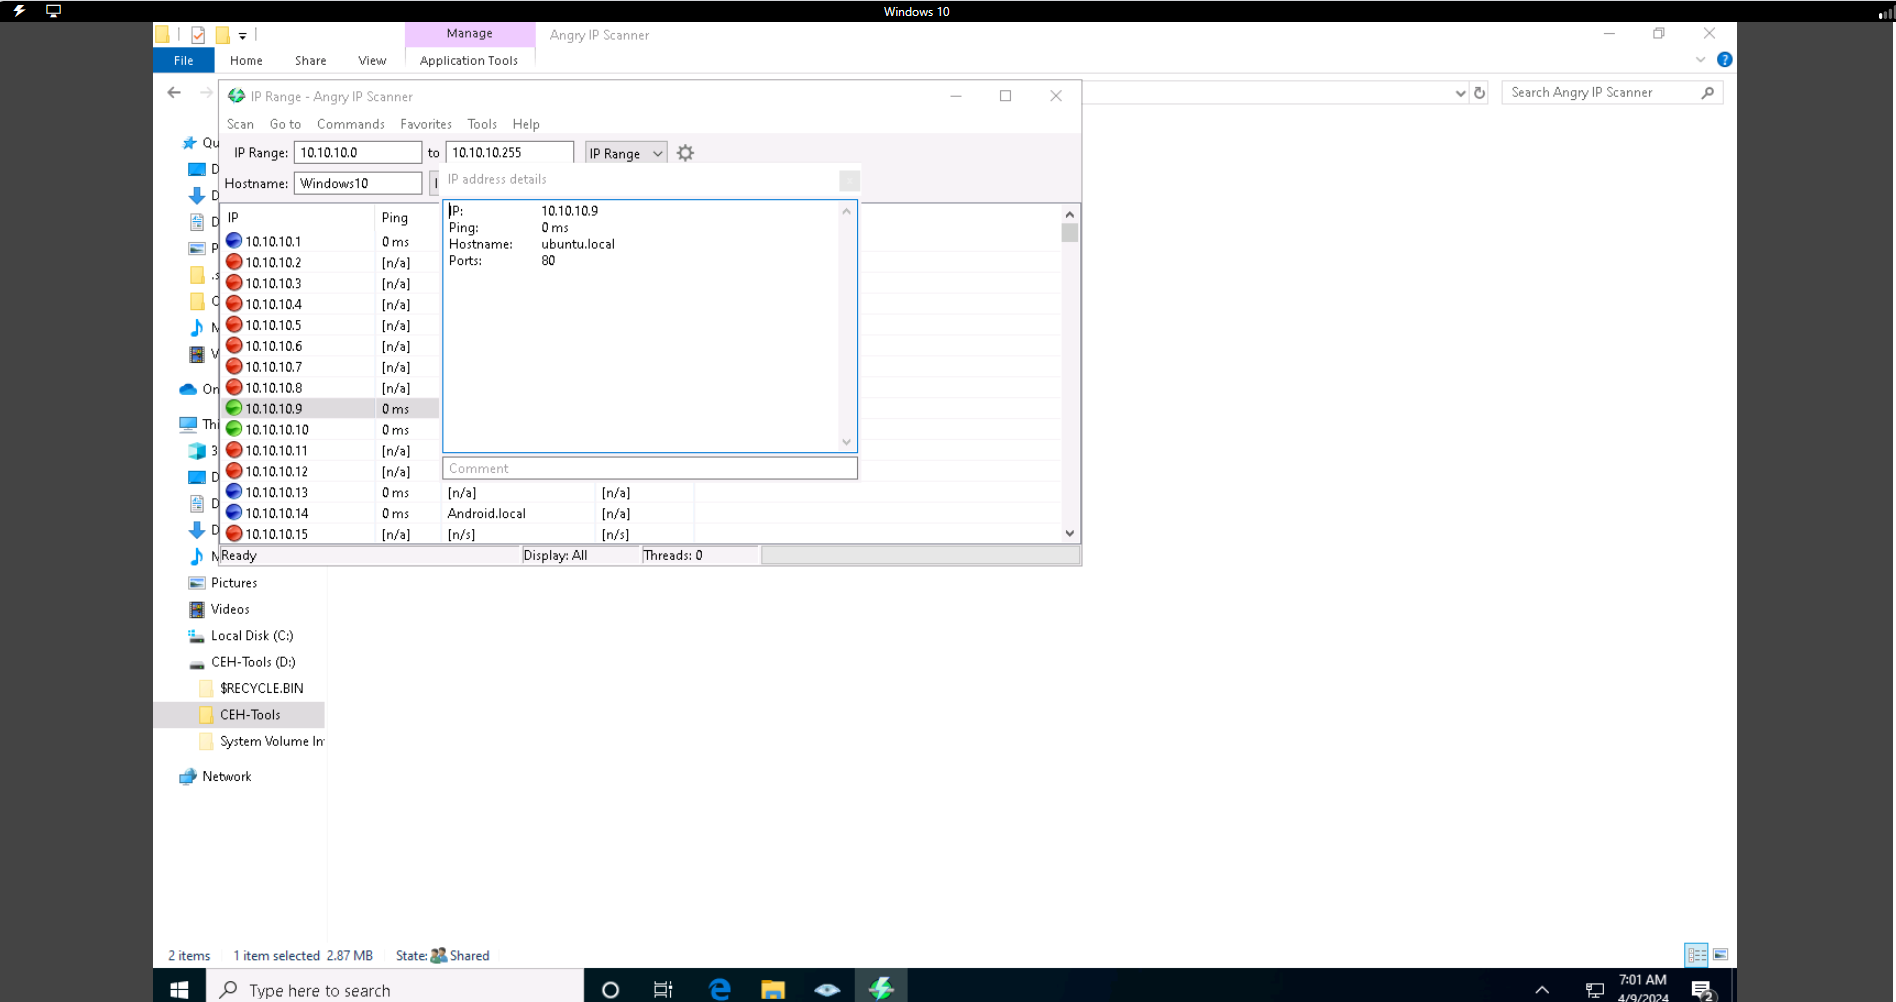 Windows 10
Manage
Angry IP Scanner
File
Home
Share
View
Application Tools
IP Range - Angry IP Scanner
Search Angry IP Scanner
Scan
Go to
Commands
Favorites
Tools
Help
IP Range:
10.10.10.0
to
10.10.10.255
IP Range
Hostname:
Windows10
IP address details
IP
Ping
10.10.10.1 0 ms
10.10.10.2 [n/a]
10.10.10.3 [n/a]
10.10.10.4 [n/a]
10.10.10.5 [n/a]
10.10.10.6 [n/a]
10.10.10.7 [n/a]
10.10.10.8 [n/a]
10.10.10.9 0 ms
10.10.10.10 0 ms
10.10.10.11 [n/a]
10.10.10.12 [n/a]
10.10.10.13 0 ms [n/a] [n/a]
10.10.10.14 0 ms Android.local [n/a]
10.10.10.15 [n/a] [n/s] [n/s]
IP: 10.10.10.9
Ping: 0 ms
Hostname: ubuntu.local
Ports: 80
Comment
Ready
Display: All
Threads: 0
Pictures
Videos
Local Disk (C:)
CEH-Tools (D:)
$RECYCLE.BIN
CEH-Tools
System Volume In
Network
2 items
1 item selected 2.87 MB
State: Shared
Type here to search
7:01 AM
4/9/2024
2